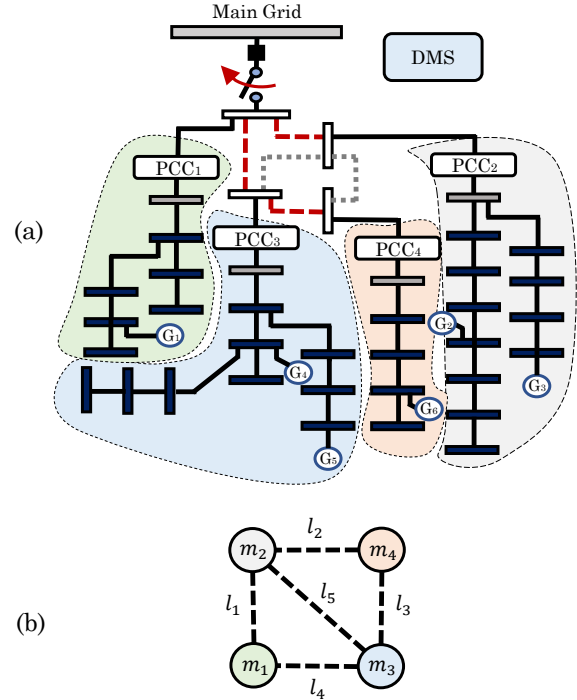 Main Grid
DMS
PCC₁
PCC₂
(a)
PCC₃
PCC₄
G₁
G₂
G₃
G₄
G₅
G₆
l₂
m₂
m₄
l₁
l₅
l₃
(b)
m₁
m₃
l₄